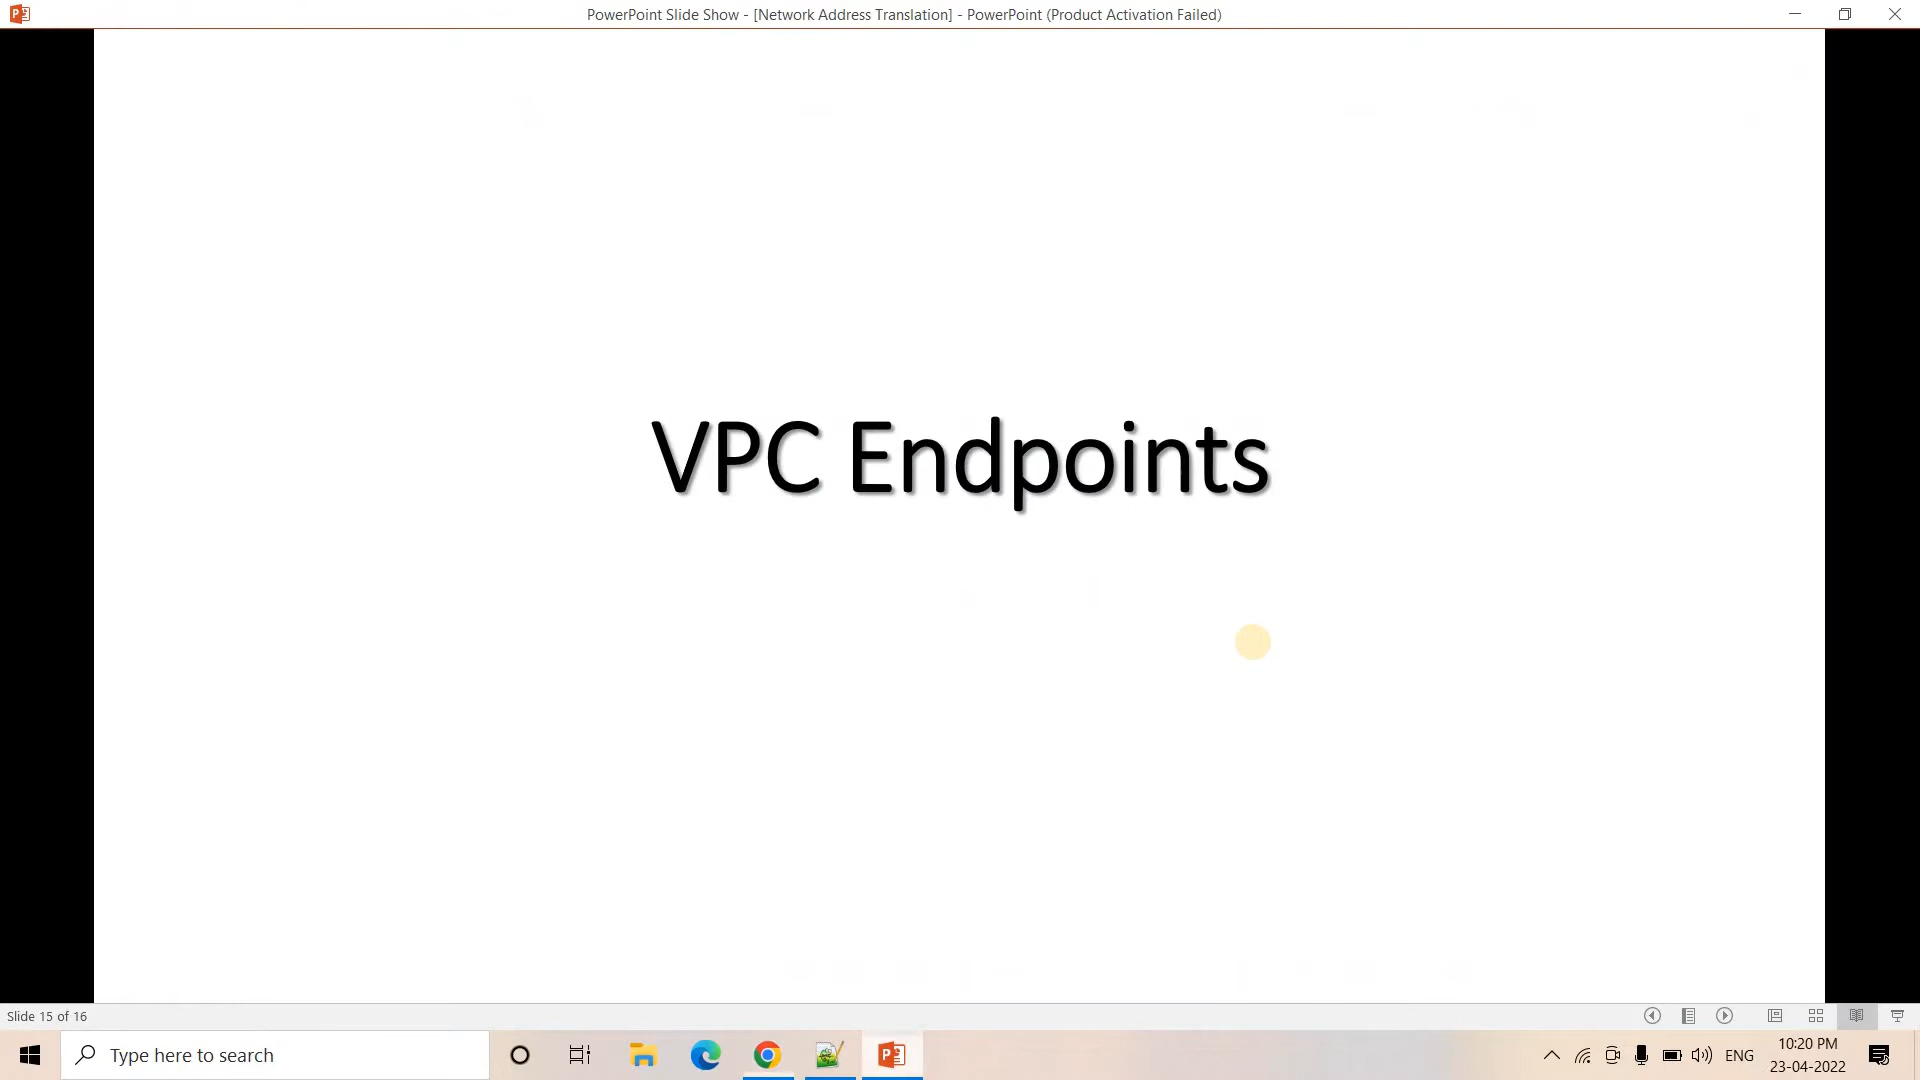 PowerPoint Slide Show - [Network Address Translation] - PowerPoint (Product Activation Failed)
VPC Endpoints
Slide 15 of 16
Type here to search
ENG
10:20 PM
23-04-2022